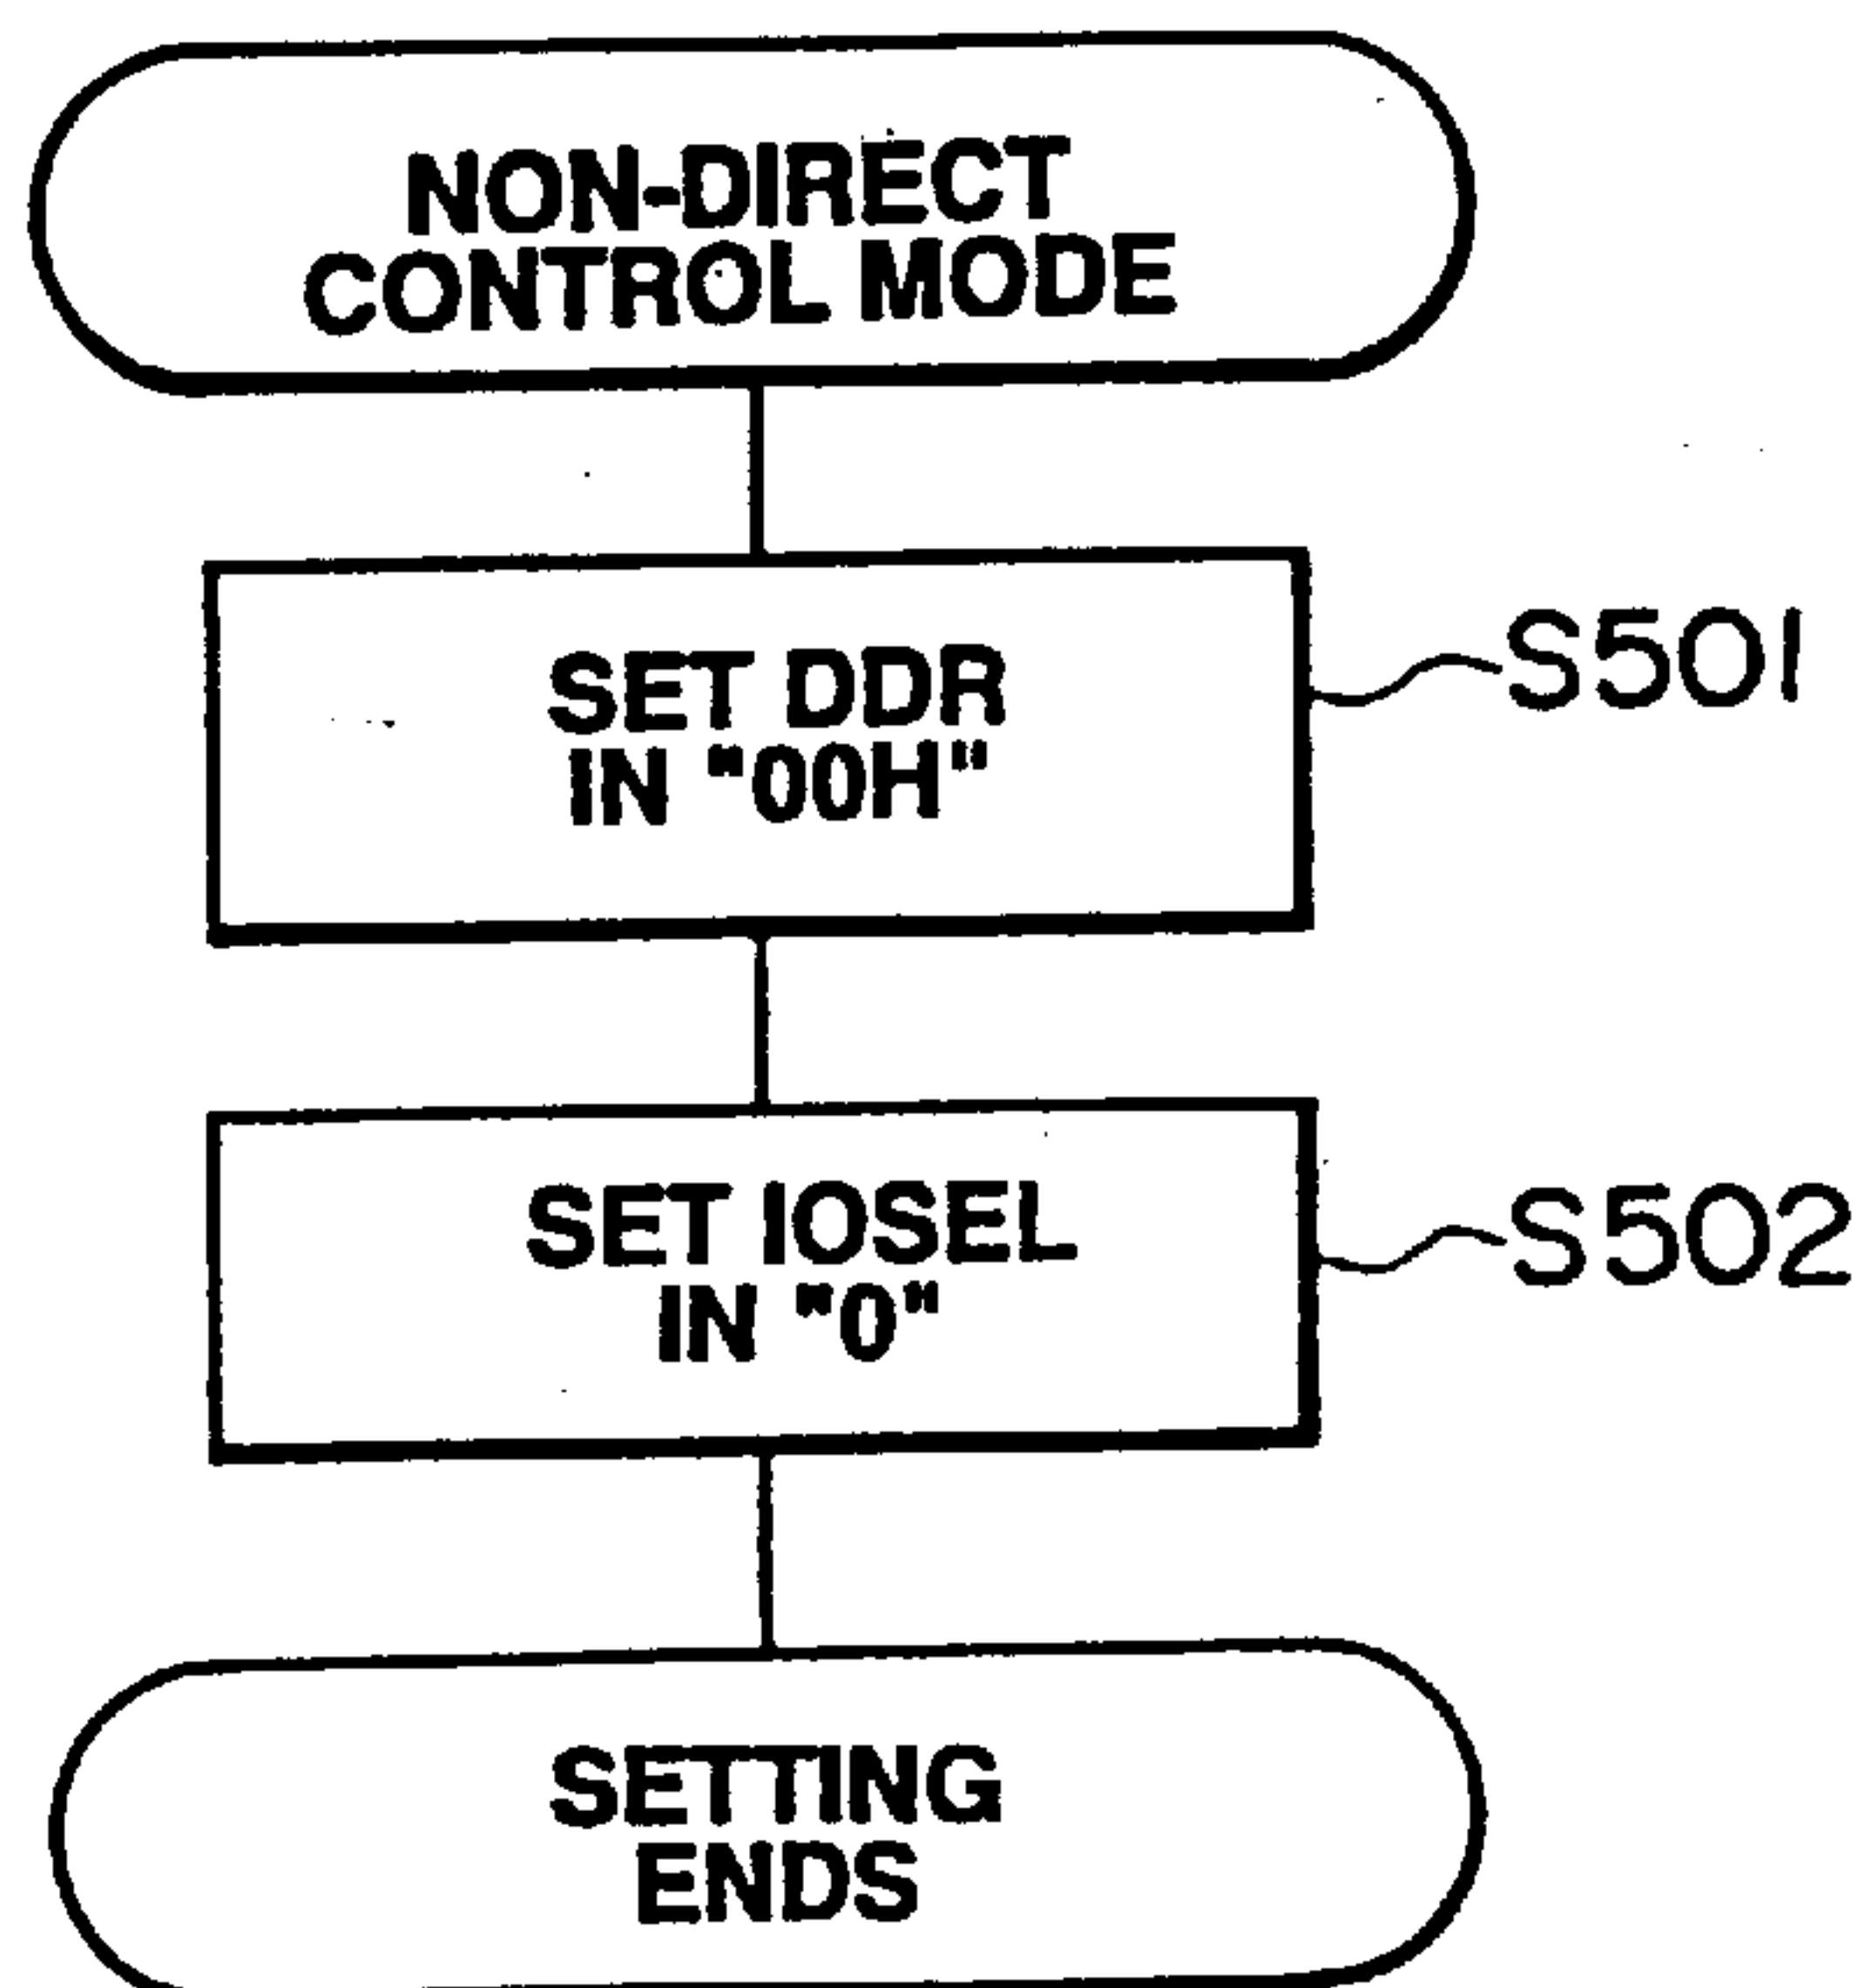 NON-DIRECT
CONTROL MODE
SET DDR
IN "00H"
S501
SET IOSEL
IN "0"
S502
SETTING
ENDS